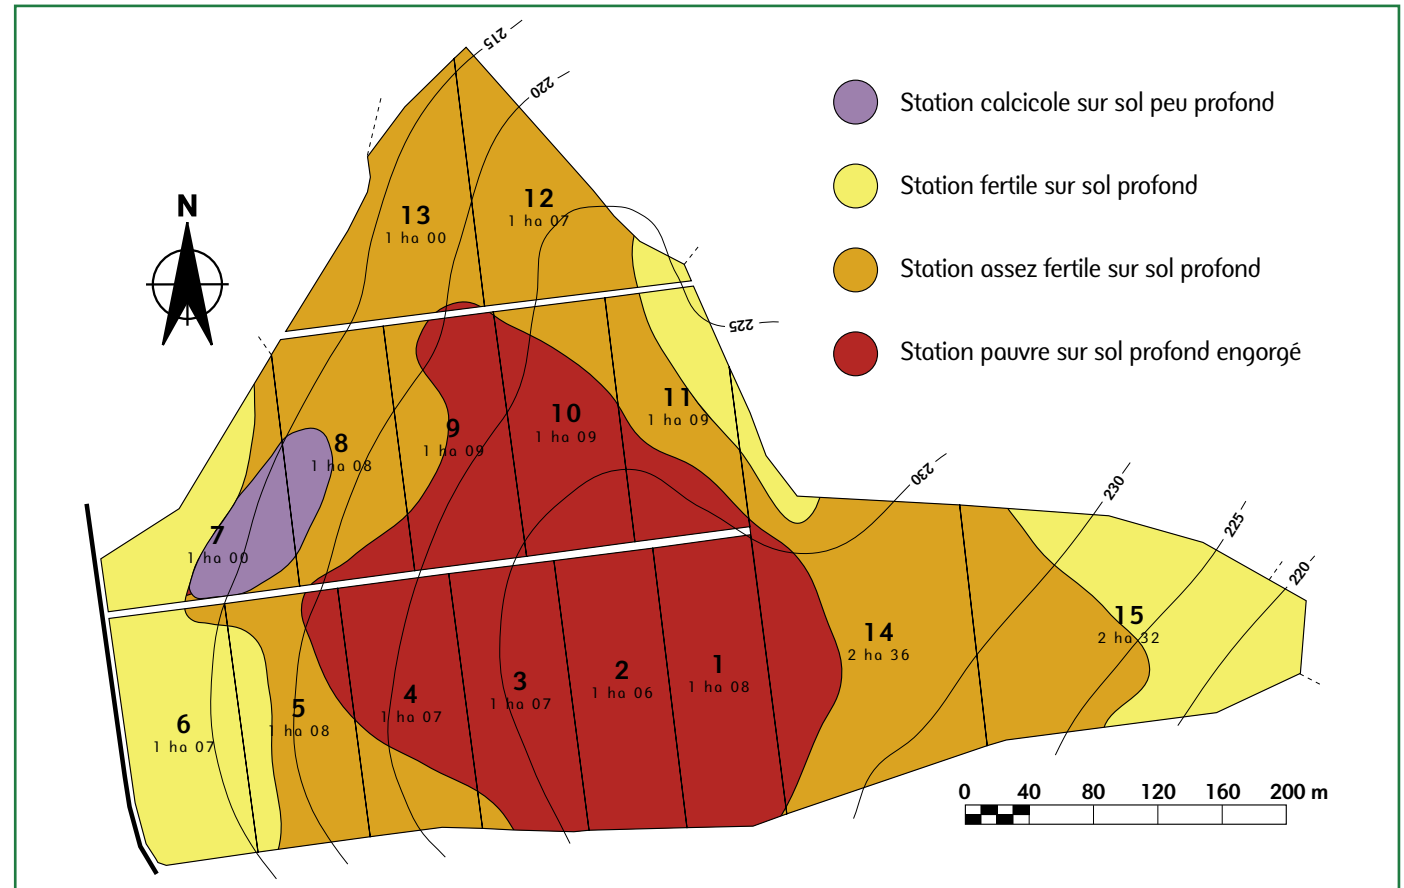 215
220
Station calcicole sur sol peu profond
Station fertile sur sol profond
N
12
1 ha 07
13
1 ha 00
Station assez fertile sur sol profond
225
Station pauvre sur sol profond engorgé
11
1 ha 09
10
1 ha 09
9
1 ha 09
8
1 ha 08
230
230
225
7
1 ha 00
220
15
2 ha 32
14
2 ha 36
1
1 ha 08
2
1 ha 06
3
1 ha 07
4
1 ha 07
5
1 ha 08
6
1 ha 07
0 40 80 120 160 200 m